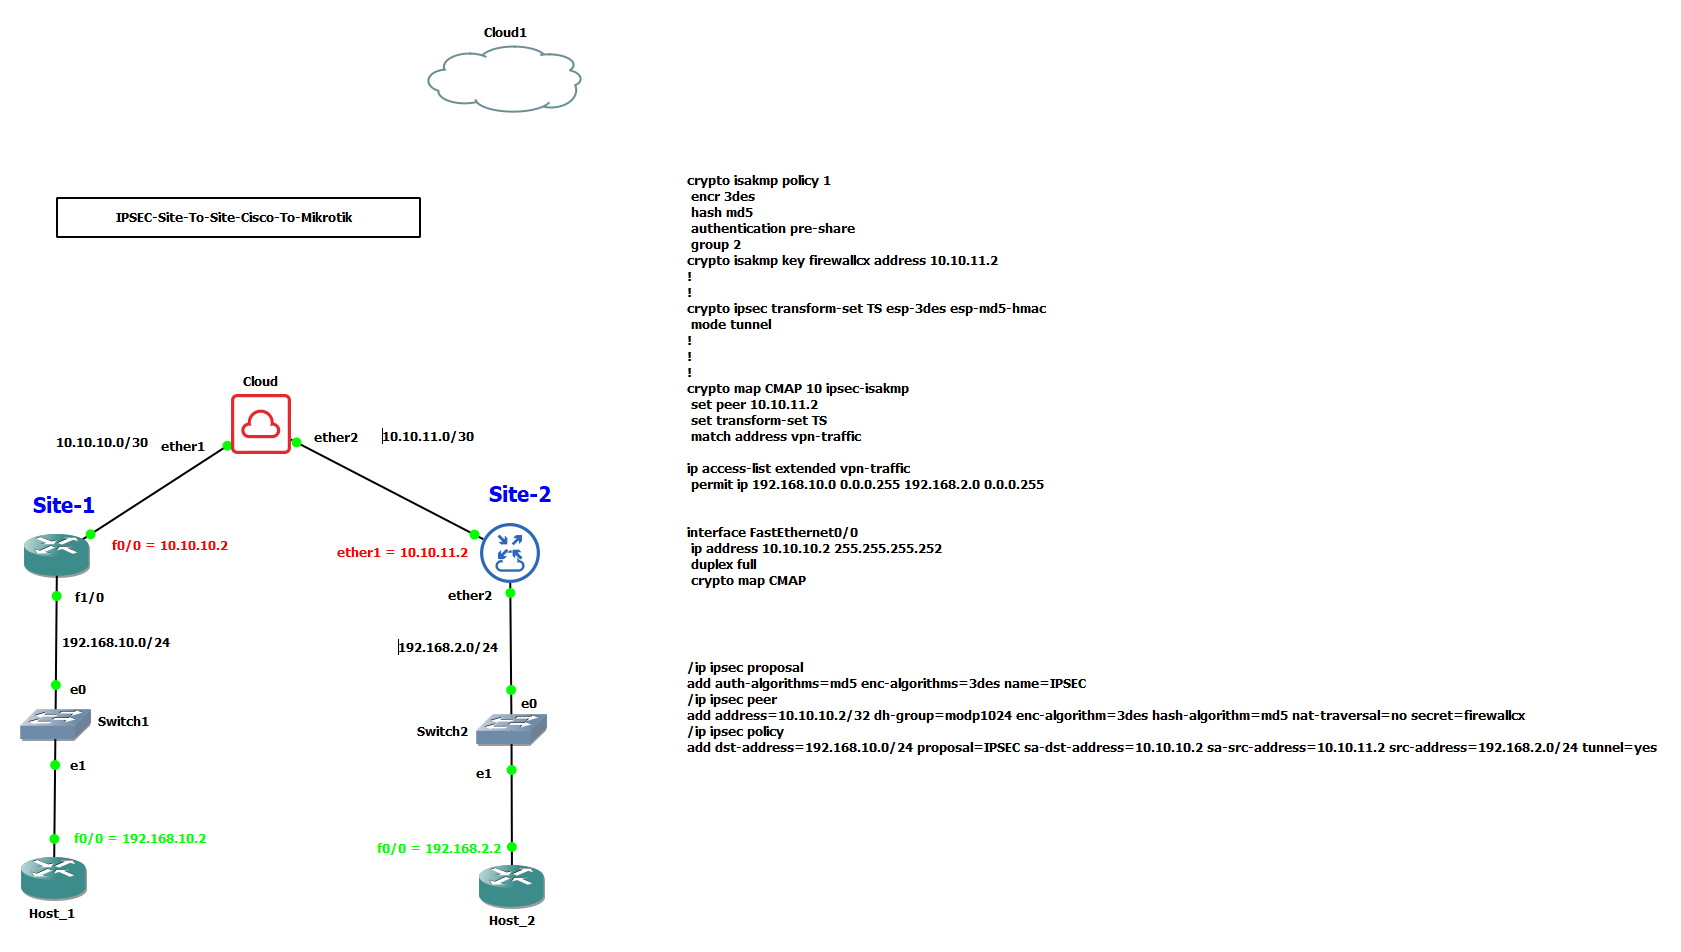 Cloud1
IPSEC-Site-To-Site-Cisco-To-Mikrotik
Cloud
10.10.10.0/30
ether1
ether2
10.10.11.0/30
Site-1
Site-2
f0/0 = 10.10.10.2
ether1 = 10.10.11.2
f1/0
ether2
192.168.10.0/24
192.168.2.0/24
e0
e0
Switch1
Switch2
e1
e1
f0/0 = 192.168.10.2
f0/0 = 192.168.2.2
Host_1
Host_2
crypto isakmp policy 1
encr 3des
hash md5
authentication pre-share
group 2
crypto isakmp key firewallcx address 10.10.11.2
!
!
crypto ipsec transform-set TS esp-3des esp-md5-hmac
mode tunnel
!
!
!
crypto map CMAP 10 ipsec-isakmp
set peer 10.10.11.2
set transform-set TS
match address vpn-traffic
ip access-list extended vpn-traffic
permit ip 192.168.10.0 0.0.0.255 192.168.2.0 0.0.0.255
interface FastEthernet0/0
ip address 10.10.10.2 255.255.255.252
duplex full
crypto map CMAP
/ip ipsec proposal
add auth-algorithms=md5 enc-algorithms=3des name=IPSEC
/ip ipsec peer
add address=10.10.10.2/32 dh-group=modp1024 enc-algorithm=3des hash-algorithm=md5 nat-traversal=no secret=firewallcx
/ip ipsec policy
add dst-address=192.168.10.0/24 proposal=IPSEC sa-dst-address=10.10.10.2 sa-src-address=10.10.11.2 src-address=192.168.2.0/24 tunnel=yes